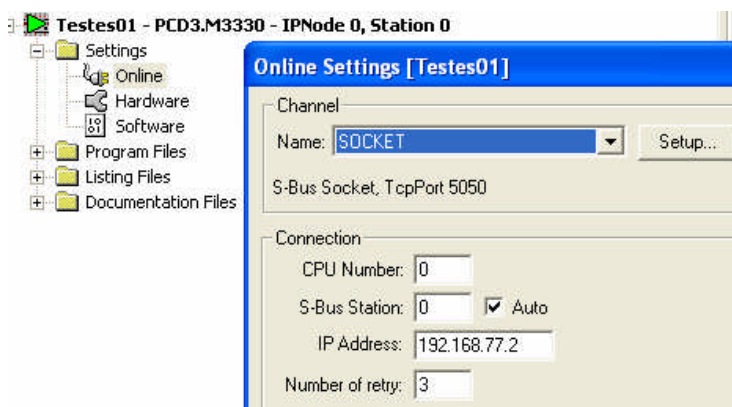 Testes01 - PCD3.M3330 - IPNode 0, Station 0
Settings
Online
Hardware
Software
Program Files
Listing Files
Documentation Files
Online Settings [Testes01]
Channel
Name: SOCKET
Setup...
S-Bus Socket, TcpPort 5050
Connection
CPU Number: 0
S-Bus Station: 0 Auto
IP Address: 192.168.77.2
Number of retry: 3